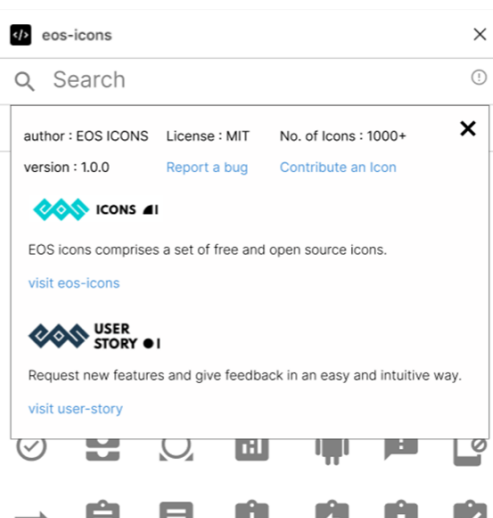 eos-icons
Search
author : EOS ICONS License : MIT No. of Icons : 1000+
version : 1.0.0 Report a bug Contribute an Icon
eos ICONS
EOS icons comprises a set of free and open source icons.
visit eos-icons
eos USER
STORY
Request new features and give feedback in an easy and intuitive way.
visit user-story